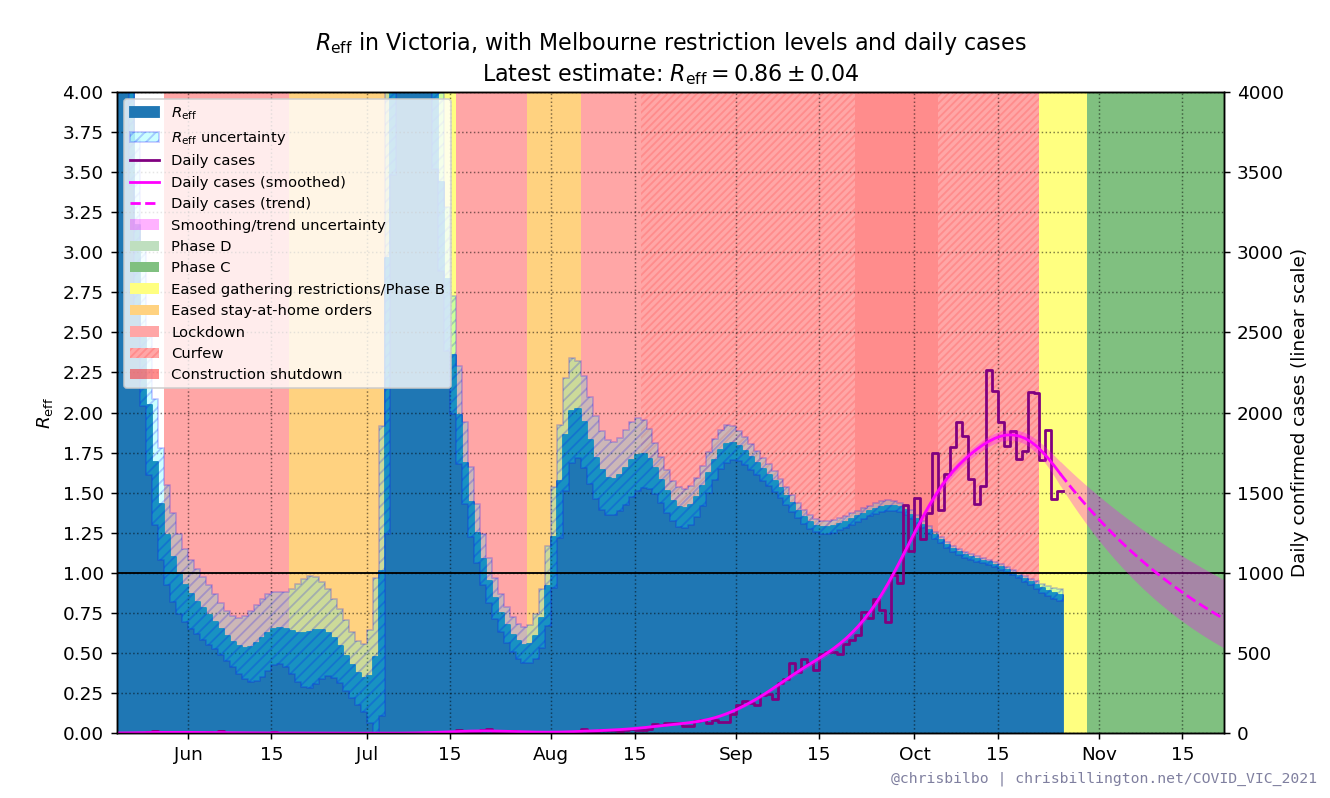 Reff in Victoria, with Melbourne restriction levels and daily cases
Latest estimate: Reff = 0.86 ± 0.04
4.00
3.75
3.50
3.25
3.00
2.75
2.50
2.25
2.00
1.75
1.50
1.25
1.00
0.75
0.50
0.25
0.00
Reff
Reff
Reff uncertainty
Daily cases
Daily cases (smoothed)
Daily cases (trend)
Smoothing/trend uncertainty
Phase D
Phase C
Eased gathering restrictions/Phase B
Eased stay-at-home orders
Lockdown
Curfew
Construction shutdown
4000
3500
3000
2500
2000
1500
1000
500
0
Daily confirmed cases (linear scale)
Jun 15 Jul 15 Aug 15 Sep 15 Oct 15 Nov 15
@chrisbilbo | chrisbillington.net/COVID_VIC_2021